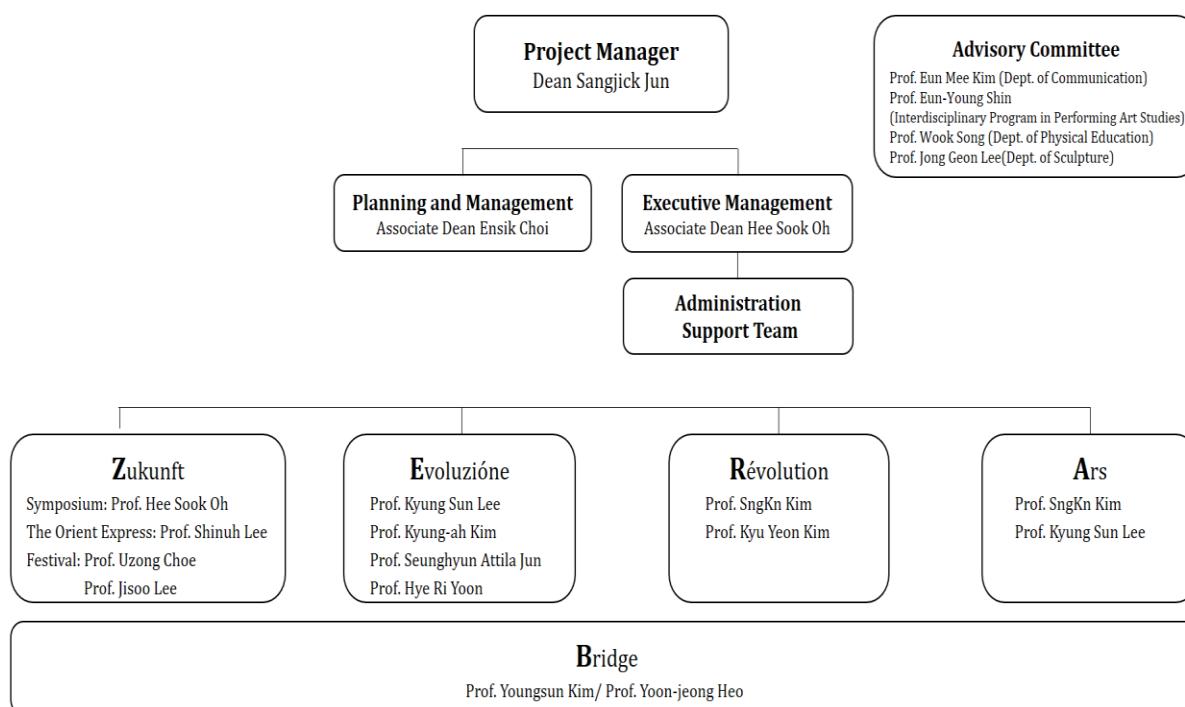 Project Manager
Dean Sangjick Jun
Advisory Committee
Prof. Eun Mee Kim (Dept. of Communication)
Prof. Eun-Young Shin
(Interdisciplinary Program in Performing Art Studies)
Prof. Wook Song (Dept. of Physical Education)
Prof. Jong Geon Lee(Dept. of Sculpture)
Planning and Management
Associate Dean Ensik Choi
Executive Management
Associate Dean Hee Sook Oh
Administration
Support Team
Zukunft
Symposium: Prof. Hee Sook Oh
The Orient Express: Prof. Shinuh Lee
Festival: Prof. Uzong Choe
Prof. Jisoo Lee
Evoluzióne
Prof. Kyung Sun Lee
Prof. Kyung-ah Kim
Prof. Seunghyun Attila Jun
Prof. Hye Ri Yoon
Révolution
Prof. SngKn Kim
Prof. Kyu Yeon Kim
Ars
Prof. SngKn Kim
Prof. Kyung Sun Lee
Bridge
Prof. Youngsun Kim/ Prof. Yoon-jeong Heo